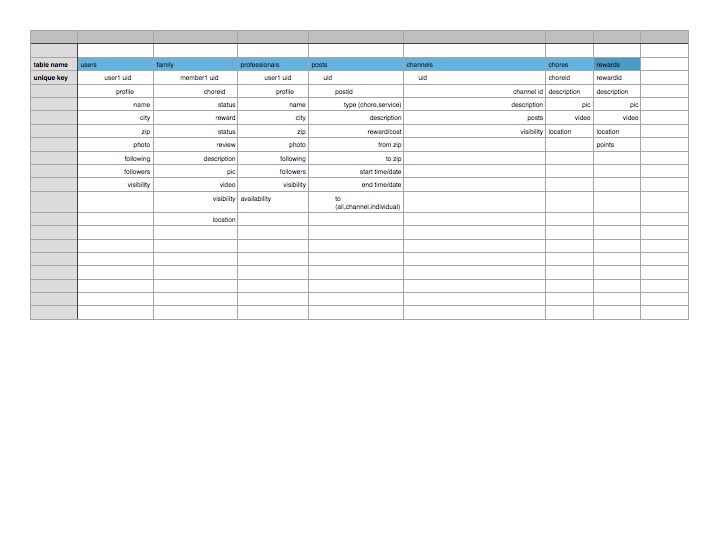 table name users family professionals posts channels chores rewards
unique key user1 uid member1 uid user1 uid uid uid choreid rewardid
profile choreid profile postId channel id description description
name status name type (chore,service) description pic pic
city reward city description posts video video
zip status zip reward/cost visibility location location
photo review photo from zip points
following description following to zip
followers pic followers start time/date
visibility video visibility end time/date
visibility availability to
(all,channel,individual)
location